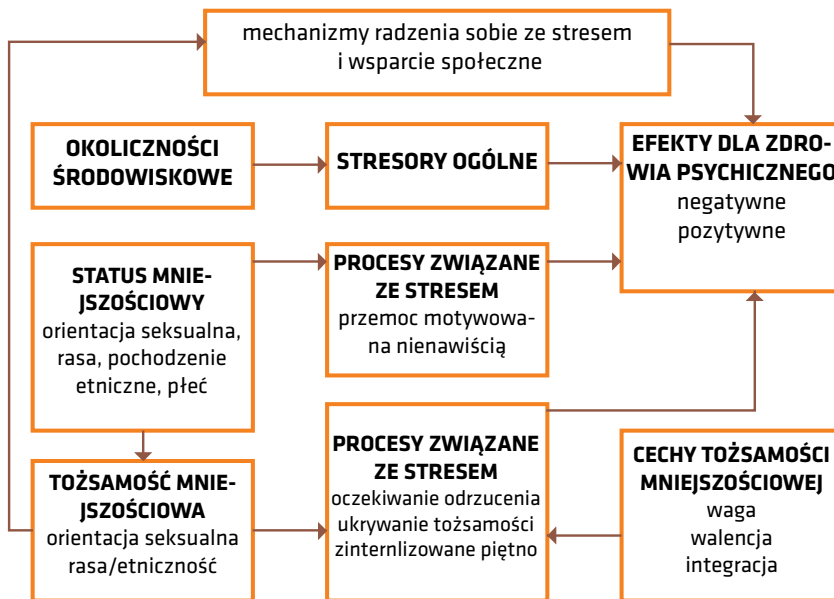 mechanizmy radzenia sobie ze stresem
i wsparcie społeczne
OKOLICZNOŚCI
ŚRODOWISKOWE
STRESORY OGÓLNE
EFEKTY DLA ZDRO-
WIA PSYCHICZNEGO
negatywne
pozytywne
STATUS MNIE-
JSZOŚCIOWY
orientacja seksualna,
rasa, pochodzenie
etniczne, płeć
PROCESY ZWIĄZANE
ZE STRESEM
przemoc motywowa-
na nienawiścią
TOŻSAMOŚĆ MNIE-
JSZOŚCIOWA
orientacja seksualna
rasa/etniczność
PROCESY ZWIĄZANE
ZE STRESEM
oczekiwanie odrzucenia
ukrywanie tożsamości
zinternlizowane piętno
CECHY TOŻSAMOŚCI
MNIEJSZOŚCIOWEJ
waga
walencja
integracja